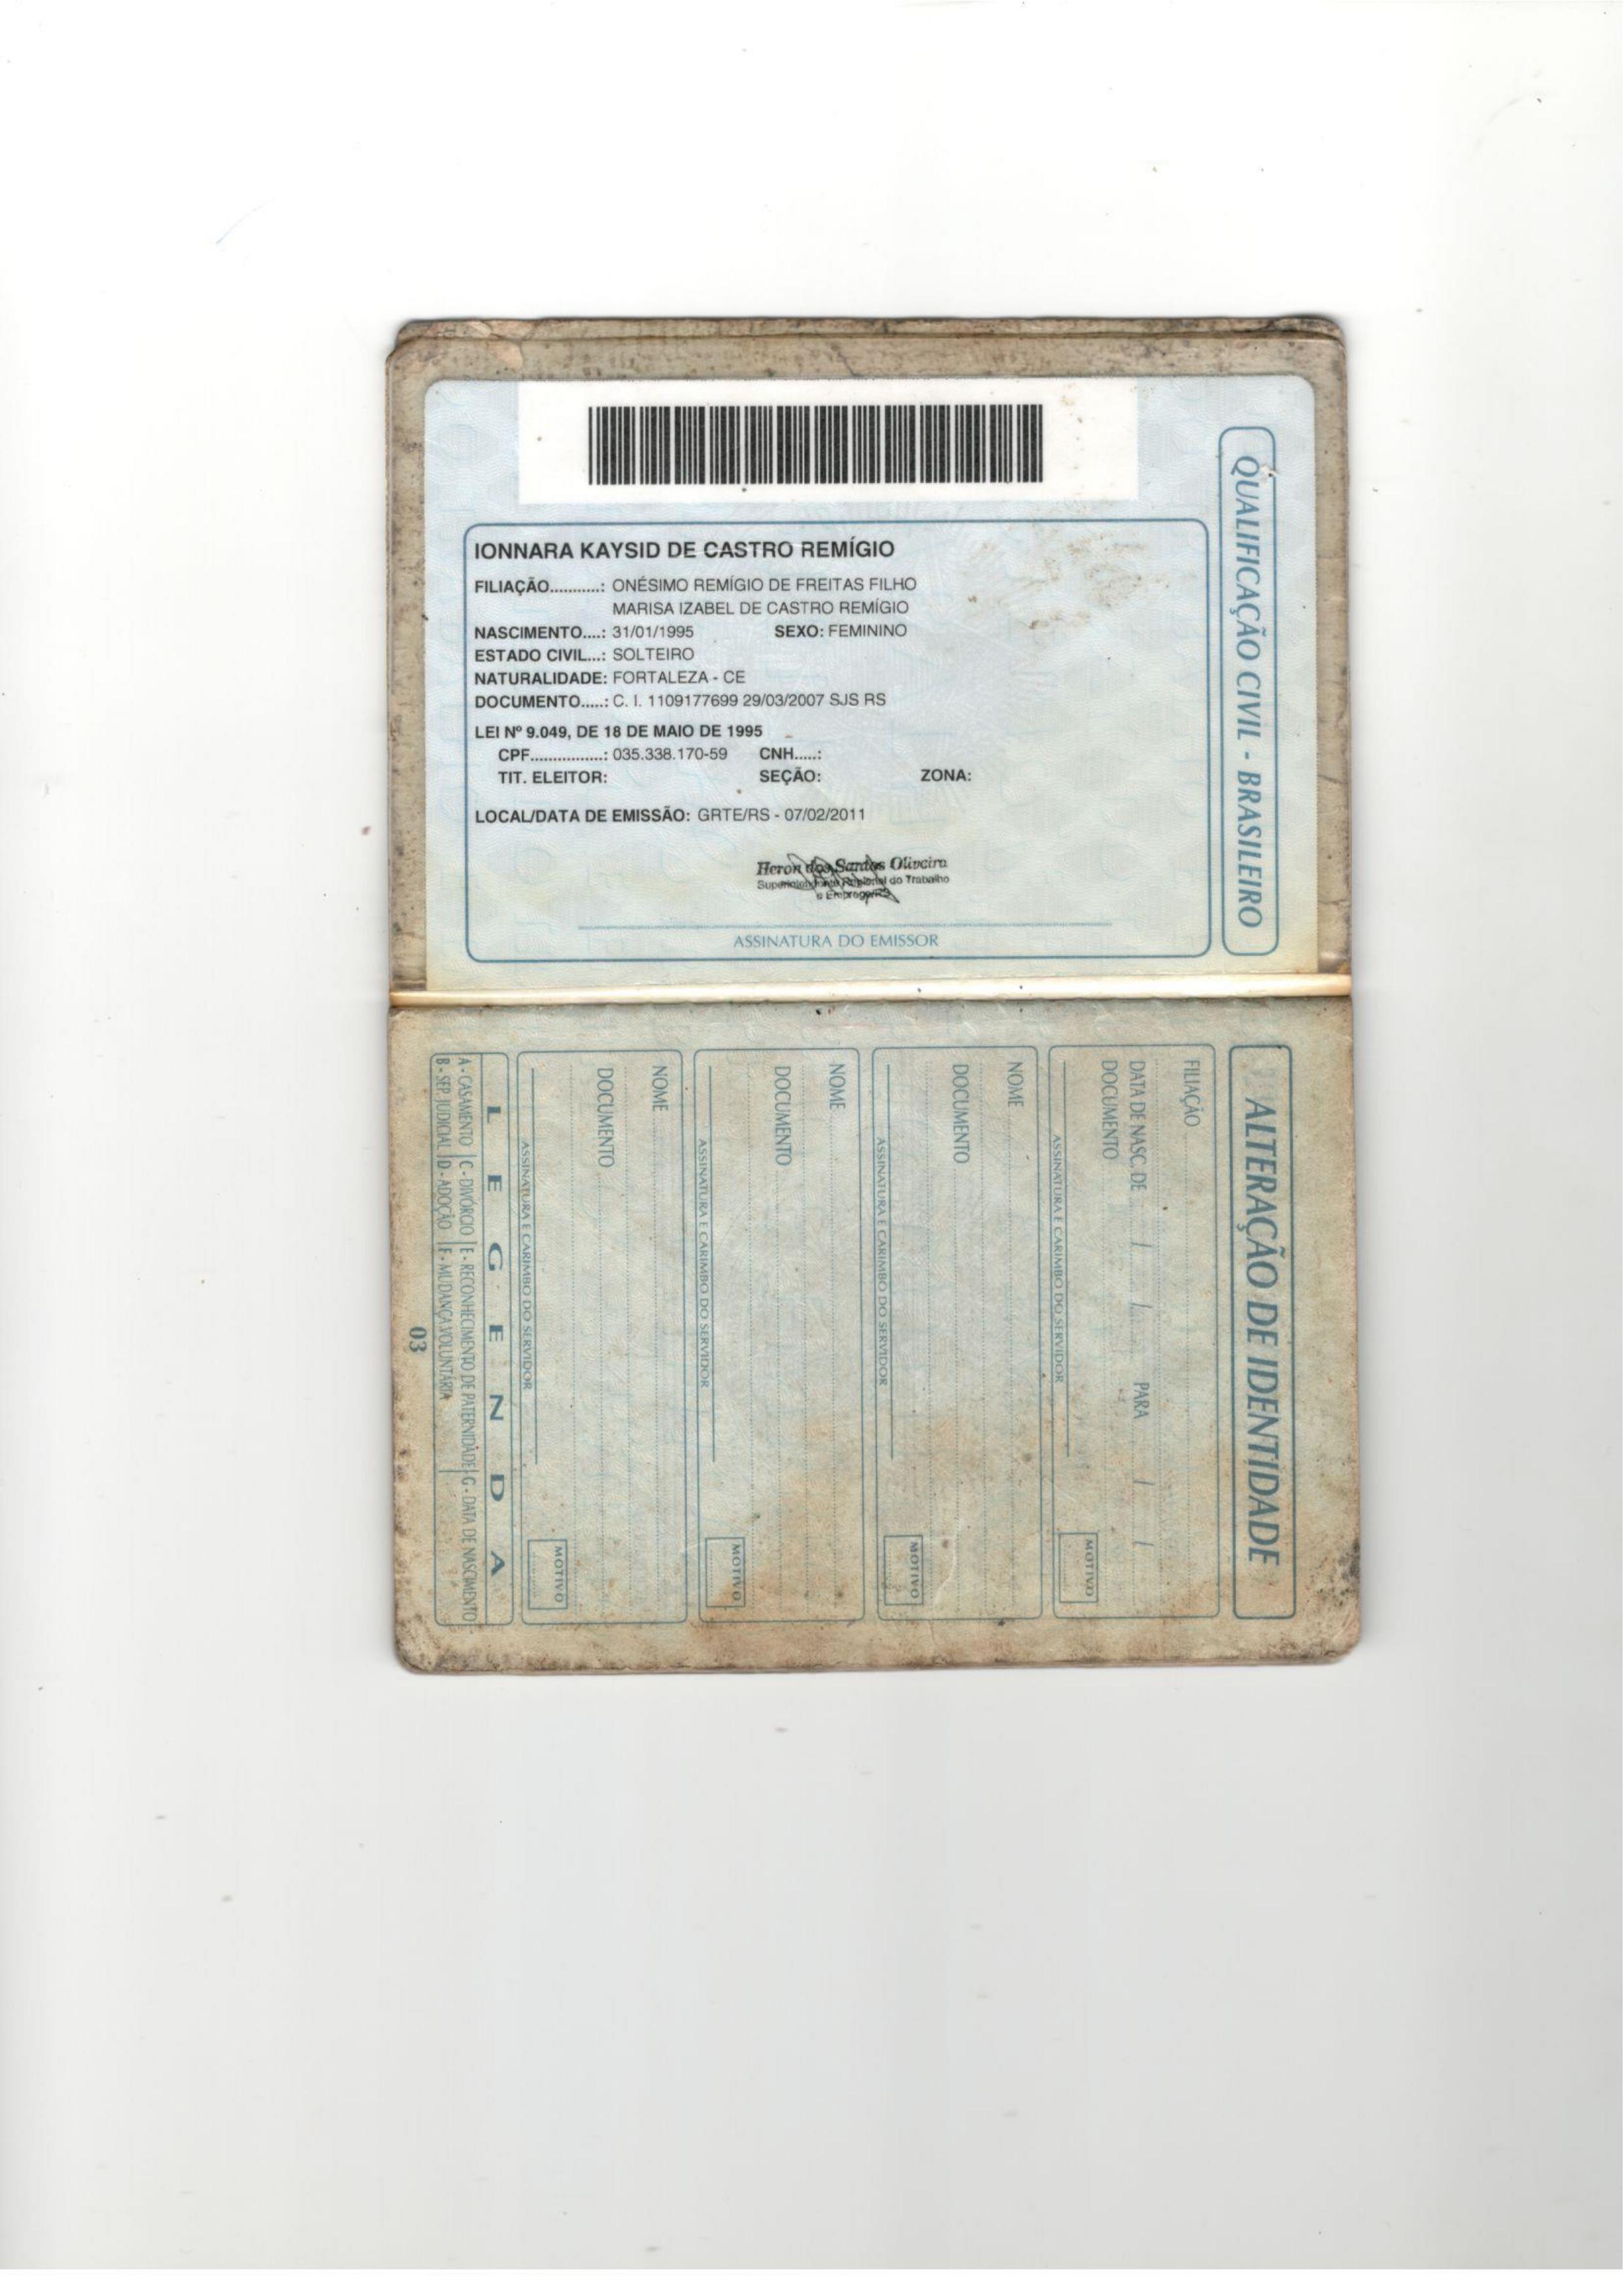 QUALIFICAÇÃO CIVIL - BRASILEIRO
IONNARA KAYSID DE CASTRO REMÍGIO
FILIAÇÃO...........: ONÉSIMO REMÍGIO DE FREITAS FILHO
MARISA IZABEL DE CASTRO REMÍGIO
NASCIMENTO....: 31/01/1995 SEXO: FEMININO
ESTADO CIVIL...: SOLTEIRO
NATURALIDADE: FORTALEZA - CE
DOCUMENTO.....: C. I. 1109177699 29/03/2007 SJS RS
LEI Nº 9.049, DE 18 DE MAIO DE 1995
CPF.................: 035.338.170-59 CNH.....:
TIT. ELEITOR: SEÇÃO: ZONA:
LOCAL/DATA DE EMISSÃO: GRTE/RS - 07/02/2011
Heron dos Santos Oliveira
Superintendente Regional do Trabalho
e Emprego/RS
ASSINATURA DO EMISSOR
ALTERAÇÃO DE IDENTIDADE
FILIAÇÃO
DATA DE NASC. DE / / PARA / /
DOCUMENTO
ASSINATURA E CARIMBO DO SERVIDOR
MOTIVO
NOME
DOCUMENTO
ASSINATURA E CARIMBO DO SERVIDOR
MOTIVO
NOME
DOCUMENTO
ASSINATURA E CARIMBO DO SERVIDOR
MOTIVO
NOME
DOCUMENTO
ASSINATURA E CARIMBO DO SERVIDOR
MOTIVO
L E G E N D A
A - CASAMENTO C - DIVÓRCIO E - RECONHECIMENTO DE PATERNIDADE G - DATA DE NASCIMENTO
B - SEP. JUDICIAL D - ADOÇÃO F - MUDANÇA VOLUNTÁRIA
03